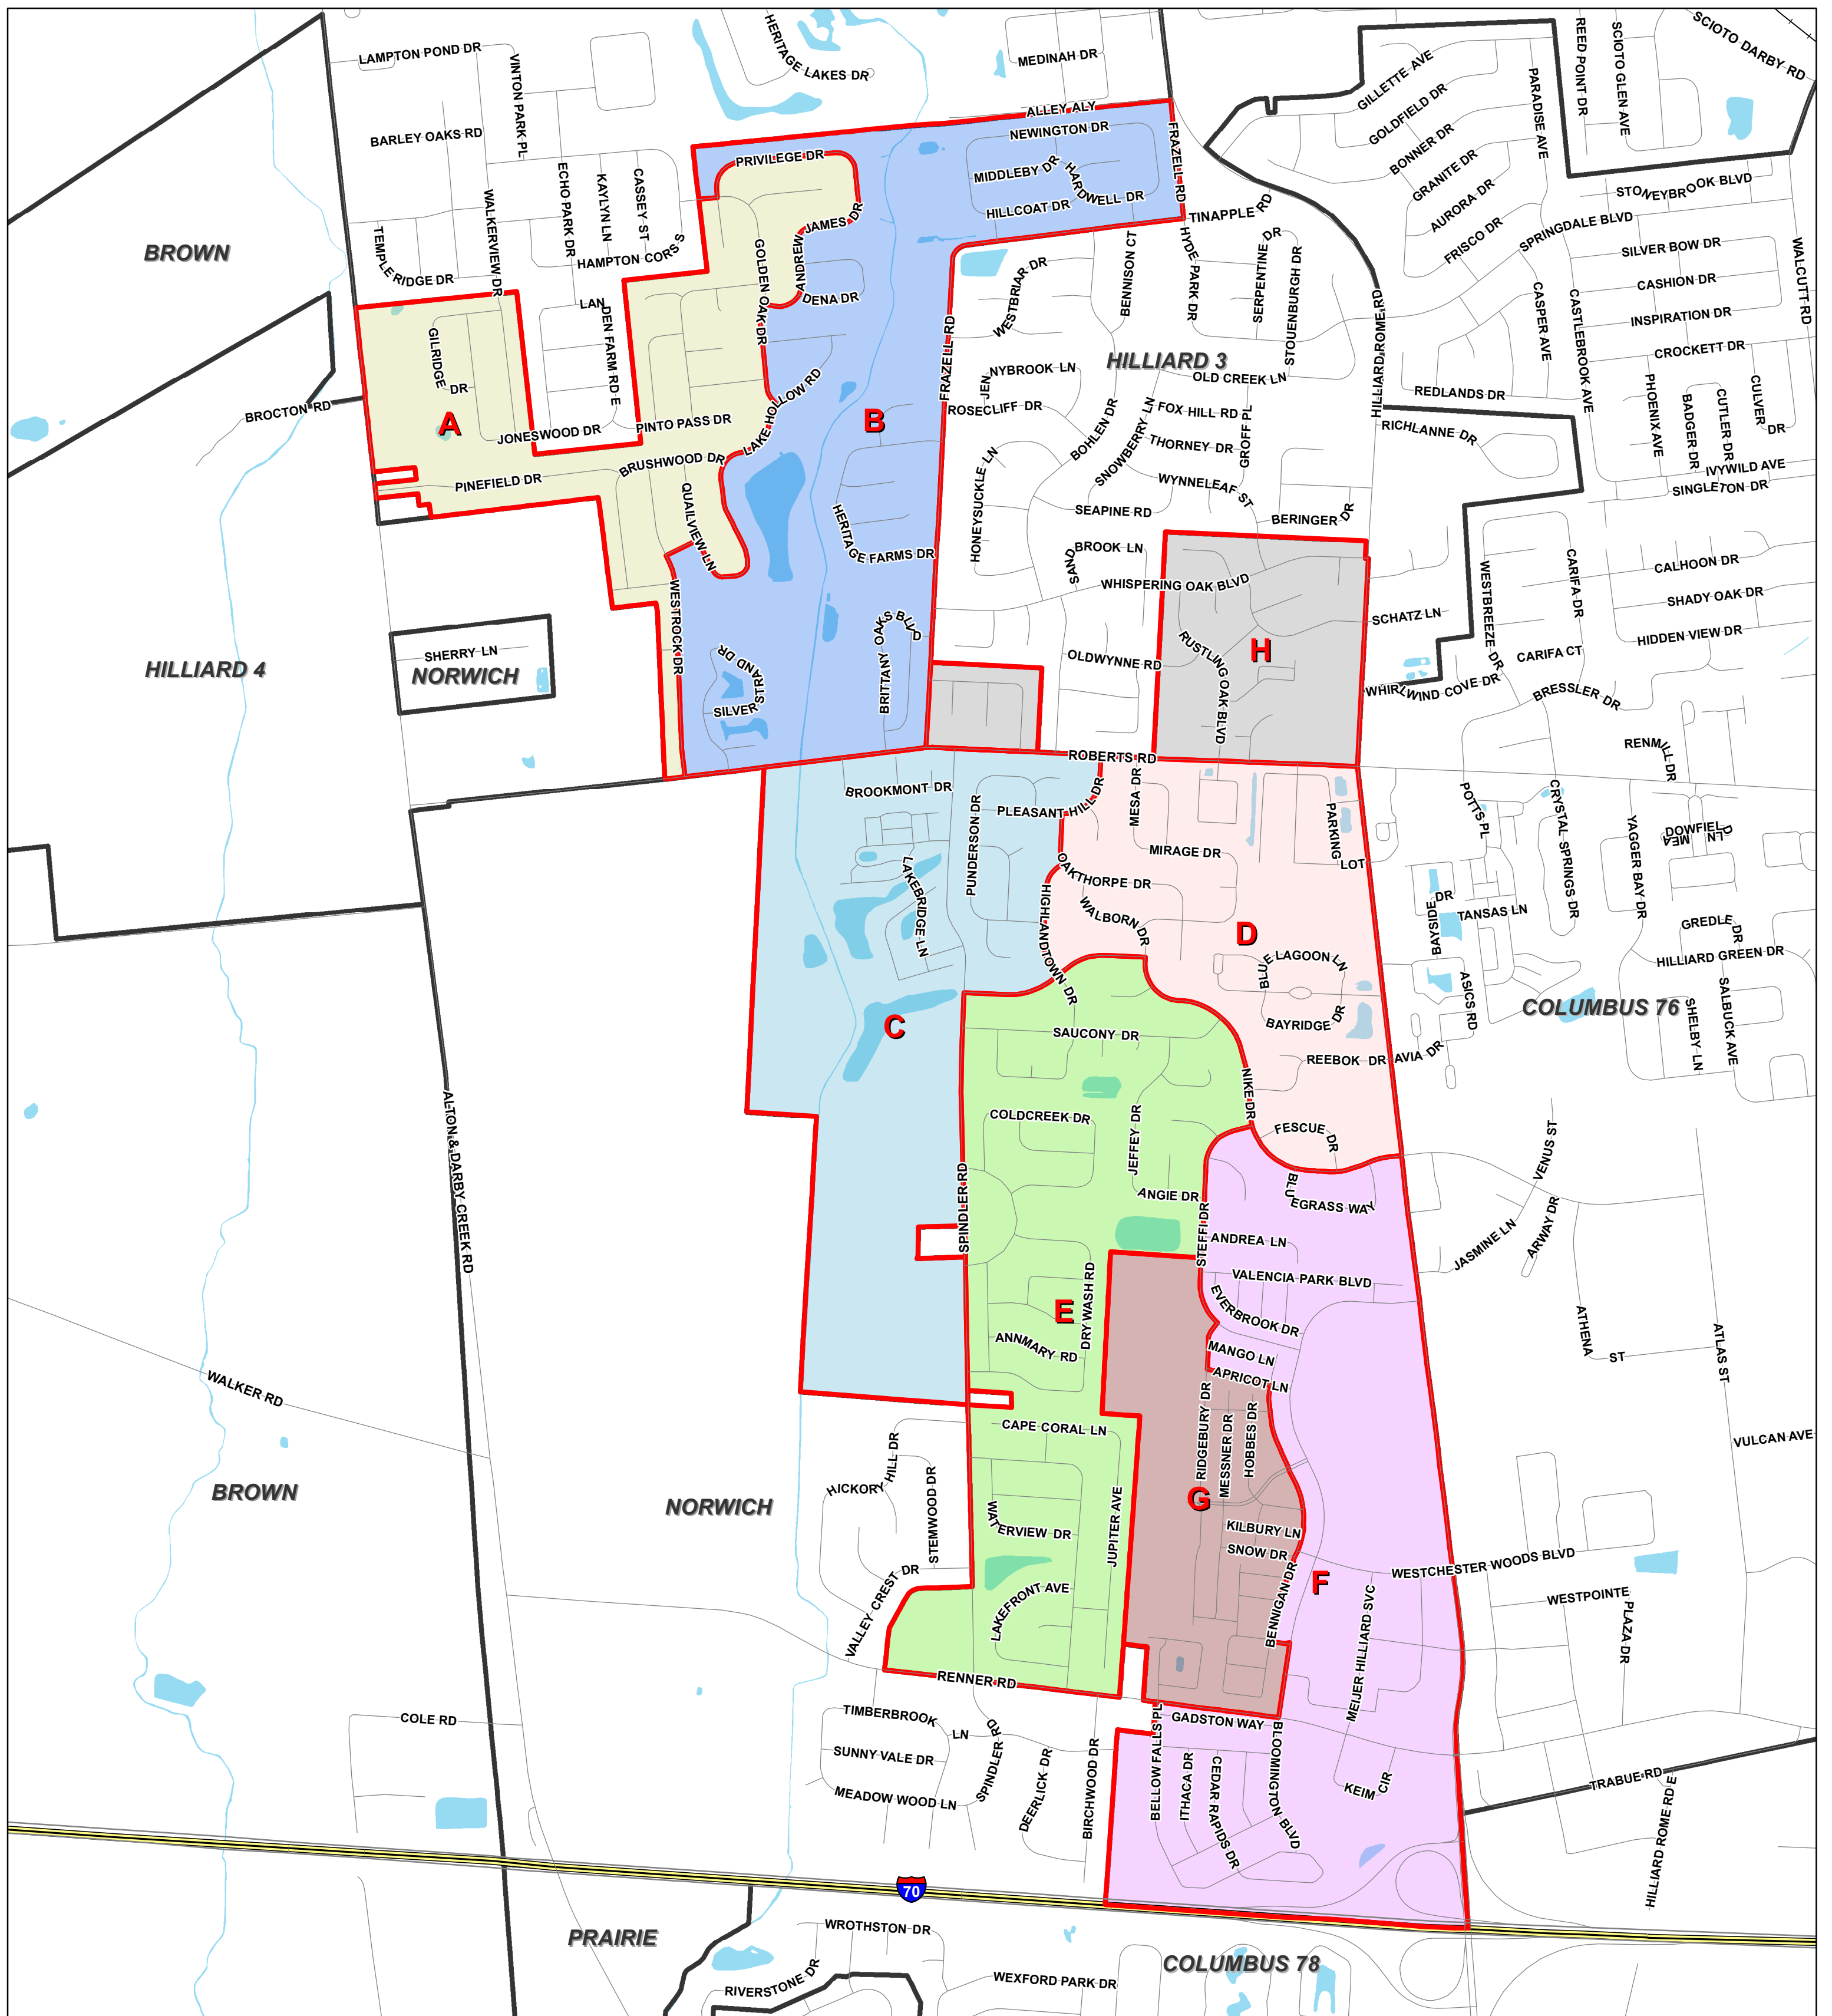 HERITAGE LAKES DR
LAMPTON POND DR
VINTON PARK PL
MEDINAH DR
GILLETTE AVE
REED POINT DR
SCIOTO GLEN AVE
SCIOTO DARBY RD
GOLDFIELD DR
PARADISE AVE
ALLEY ALY
BARLEY OAKS RD
NEWINGTON DR
FRAZELL RD
BONNER DR
PRIVILEGE DR
MIDDLEBY DR
HARDWELL DR
GRANITE DR
ECHO PARK DR
KAYLYN LN
CASSEY ST
WALKERVIEW DR
HILLCOAT DR
TINAPPLE RD
AURORA DR
STONEYBROOK BLVD
TEMPLE RIDGE DR
HAMPTON CORS S
GOLDEN OAK DR
ANDREW JAMES DR
BENNISON CT
HYDE PARK DR
SERPENTINE DR
STOUENBURGH DR
FRISCO DR
SPRINGDALE BLVD
SILVER BOW DR
WALCUTT RD
BROWN
WESTBRIAR DR
DENA DR
CASHION DR
LANDEN FARM RD E
HILLIARD ROME RD
CASPER AVE
CASTLEBROOK AVE
INSPIRATION DR
GILRIDGE DR
FRAZELL RD
HILLIARD 3
CROCKETT DR
JENNYBROOK LN
OLD CREEK LN
LAKE HOLLOW RD
REDLANDS DR
PHOENIX AVE
BADGER DR
CUTLER DR
CULVER DR
BROCTON RD
A
B
ROSECLIFF DR
BOHLEN DR
SNOWBERRY LN
FOX HILL RD
GROFF PL
PINTO PASS DR
JONESWOOD DR
RICHLANNE DR
THORNEY DR
BRUSHWOOD DR
HONEYSUCKLE LN
IVYWILD AVE
PINEFIELD DR
QUAILVIEW LN
WYNNELEAF ST
SINGLETON DR
SEAPINE RD
BERINGER DR
HERITAGE FARMS DR
SANDBROOK LN
WESTBREEZE DR
CARIFA DR
CALHOON DR
WHISPERING OAK BLVD
WESTROCK DR
SHADY OAK DR
SCHATZ LN
BRITTANY OAKS BLVD
HIDDEN VIEW DR
SHERRY LN
NORWICH
HILLIARD 4
OLDWYNNE RD
RUSTLING OAK BLVD
H
CARIFA CT
SILVER STRAND DR
WHIRLWIND COVE DR
BRESSLER DR
ROBERTS RD
RENMILL DR
BROOKMONT DR
MESA DR
PLEASANT HILL DR
PUNDERSON DR
PARKING LOT
POTTS PL
CRYSTAL SPRINGS DR
YAGGER BAY DR
DOWFIELD
MEA LN
C
MIRAGE DR
LAKEBRIDGE LN
OAKTHORPE DR
HIGHLANDTOWN DR
WALBORN DR
BAYSIDE DR
TANSAS LN
GREDLE DR
D
BLUE LAGOON LN
HILLIARD GREEN DR
ASICS RD
COLUMBUS 76
SHELBY LN
SALBUCK AVE
C
BAYRIDGE DR
SAUCONY DR
REEBOK DR
AVIA DR
NIKE DR
ALTON & DARBY CREEK RD
COLDCREEK DR
JEFFEY DR
FESCUE DR
VENUS ST
SPINDLER RD
ANGIE DR
BLUEGRASS WAY
STEFFI DR
ANDREA LN
JASMINE LN
ARWAY DR
VALENCIA PARK BLVD
DRY WASH RD
E
EVERBROOK DR
ANNMARY RD
MANGO LN
ATHENA ST
ATLAS ST
WALKER RD
APRICOT LN
RIDGEBURY DR
MESSNER DR
HOBBES DR
CAPE CORAL LN
VULCAN AVE
HICKORY HILL DR
STEMWOOD DR
BROWN
NORWICH
G
WATERVIEW DR
JUPITER AVE
KILBURY LN
SNOW DR
WESTCHESTER WOODS BLVD
F
VALLEY CREST DR
LAKEFRONT AVE
BENNIGAN DR
MEIJER HILLIARD SVC
WESTPOINTE PLAZA DR
RENNER RD
COLE RD
TIMBERBROOK LN
GADSTON WAY
BELLOW FALLS PL
BLOOMINGTON BLVD
SUNNY VALE DR
SPINDLER RD
DEERLICK DR
BIRCHWOOD DR
ITHACA DR
CEDAR RAPIDS DR
KEIM CIR
TRABUE RD
MEADOW WOOD LN
HILLIARD ROME RD E
70
PRAIRIE
WROTHSTON DR
COLUMBUS 78
RIVERSTONE DR
WEXFORD PARK DR